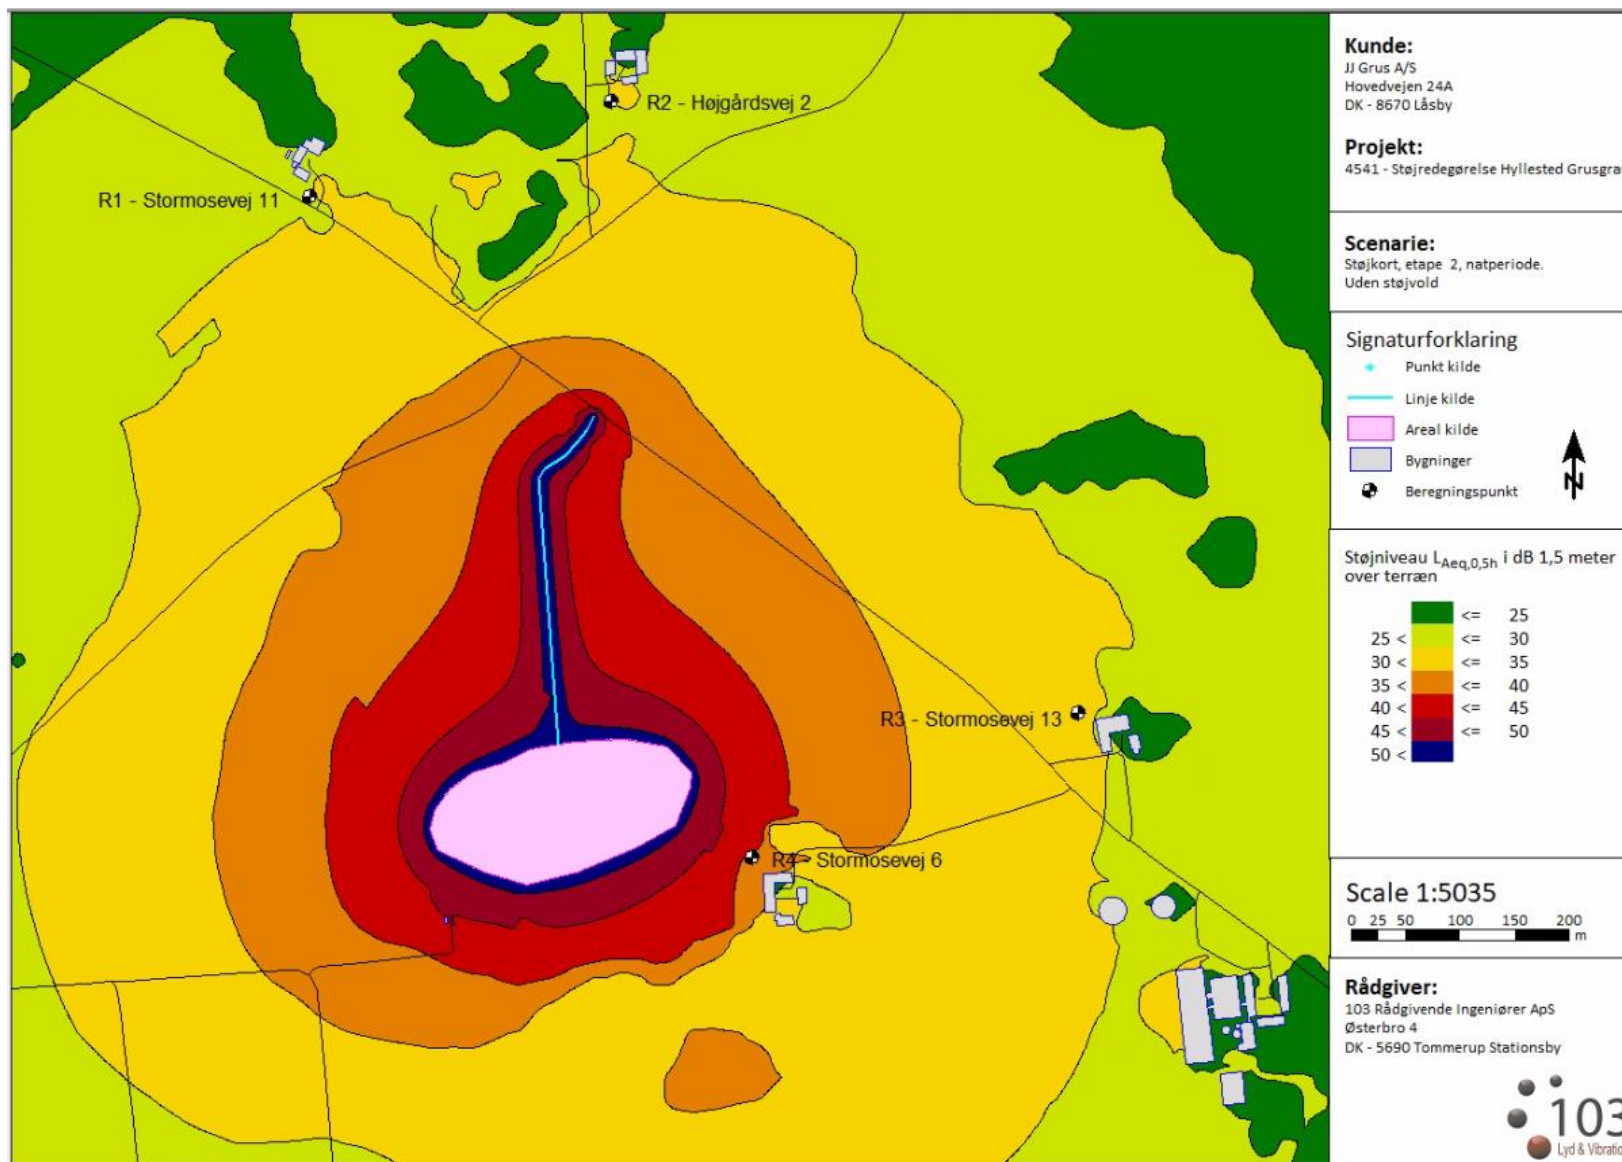 R2 - Højgårdsvej 2
R1 - Stormosevej 11
R3 - Stormosevej 13
R4 - Stormosevej 6
Kunde:
JJ Grus A/S
Hovedvejen 24A
DK - 8670 Låsby
Projekt:
4541 - Støjredegørelse Hyllested Grusgra
Scenarie:
Støjkort, etape 2, natperiode.
Uden støjvold
Signaturforklaring
Punkt kilde
Linje kilde
Areal kilde
Bygninger
Beregningspunkt
N
Støjniveau LAeq,0,5h i dB 1,5 meter
over terræn
<= 25
25 < <= 30
30 < <= 35
35 < <= 40
40 < <= 45
45 < <= 50
50 <
Scale 1:5035
0 25 50 100 150 200
m
Rådgiver:
103 Rådgivende Ingeniører ApS
Østerbro 4
DK - 5690 Tommerup Stationsby
103
Lyd & Vibratio